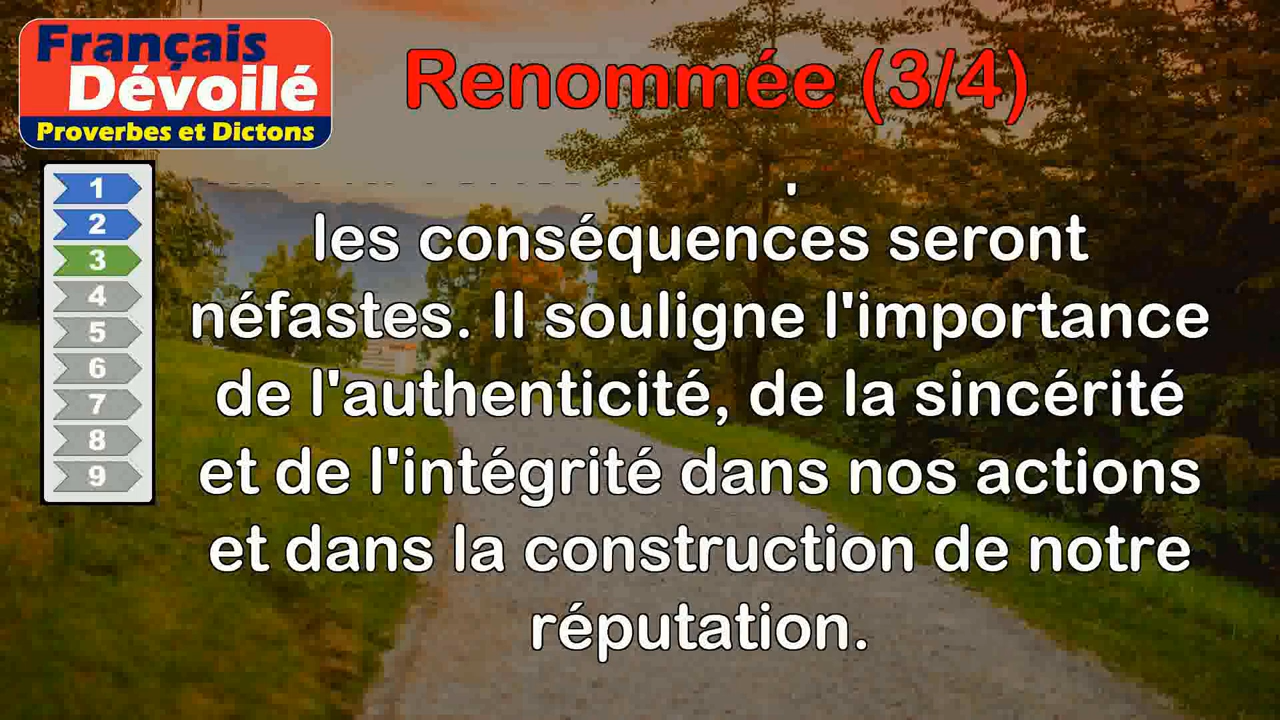 Français
Dévoilé
Proverbes et Dictons
Renommée (3/4)
1
2
3
4
5
6
7
8
9
les conséquences seront
néfastes. Il souligne l'importance
de l'authenticité, de la sincérité
et de l'intégrité dans nos actions
et dans la construction de notre
réputation.